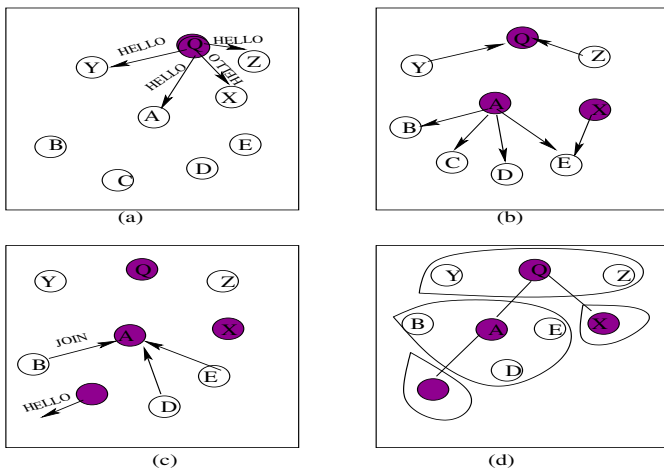 HELLO Q HELLO
Y Z
HELLO HELLO
X
A
B E
C D
(a)
Q
Y Z
A X
B
C D E
(b)
Y Q Z
JOIN A X
B E
HELLO D
(c)
Y Q Z
B A E X
D
(d)